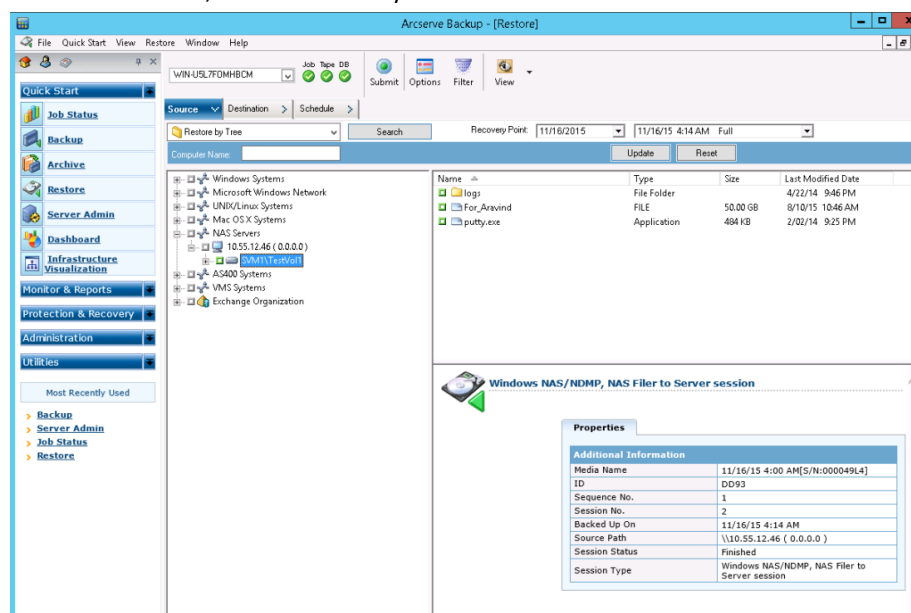 Arcserve Backup - [Restore]
File Quick Start View Restore Window Help
Quick Start
Job Status
Backup
Archive
Restore
Server Admin
Dashboard
Infrastructure
Visualization
Monitor & Reports
Protection & Recovery
Administration
Utilities
Most Recently Used
Backup
Server Admin
Job Status
Restore
WIN-U5L7F0MHBCM
Job Tape DB
Submit Options Filter View
Source Destination > Schedule >
Restore by Tree Search Recovery Point: 11/16/2015 11/16/15 4:14 AM Full
Computer Name: Update Reset
Windows Systems
Microsoft Windows Network
UNIX/Linux Systems
Mac OS X Systems
NAS Servers
10.55.12.46 ( 0.0.0.0 )
SVM1\TestVol1
AS400 Systems
VMS Systems
Exchange Organization
Name Type Size Last Modified Date
logs File Folder 4/22/14 9:46 PM
For_Aravind FILE 50.00 GB 8/10/15 10:46 AM
putty.exe Application 484 KB 2/02/14 9:25 PM
Windows NAS/NDMP, NAS Filer to Server session
Properties
Additional Information
Media Name 11/16/15 4:00 AM[S/N:000049L4]
ID DD93
Sequence No. 1
Session No. 2
Backed Up On 11/16/15 4:14 AM
Source Path \\10.55.12.46 ( 0.0.0.0 )
Session Status Finished
Session Type Windows NAS/NDMP, NAS Filer to
Server session